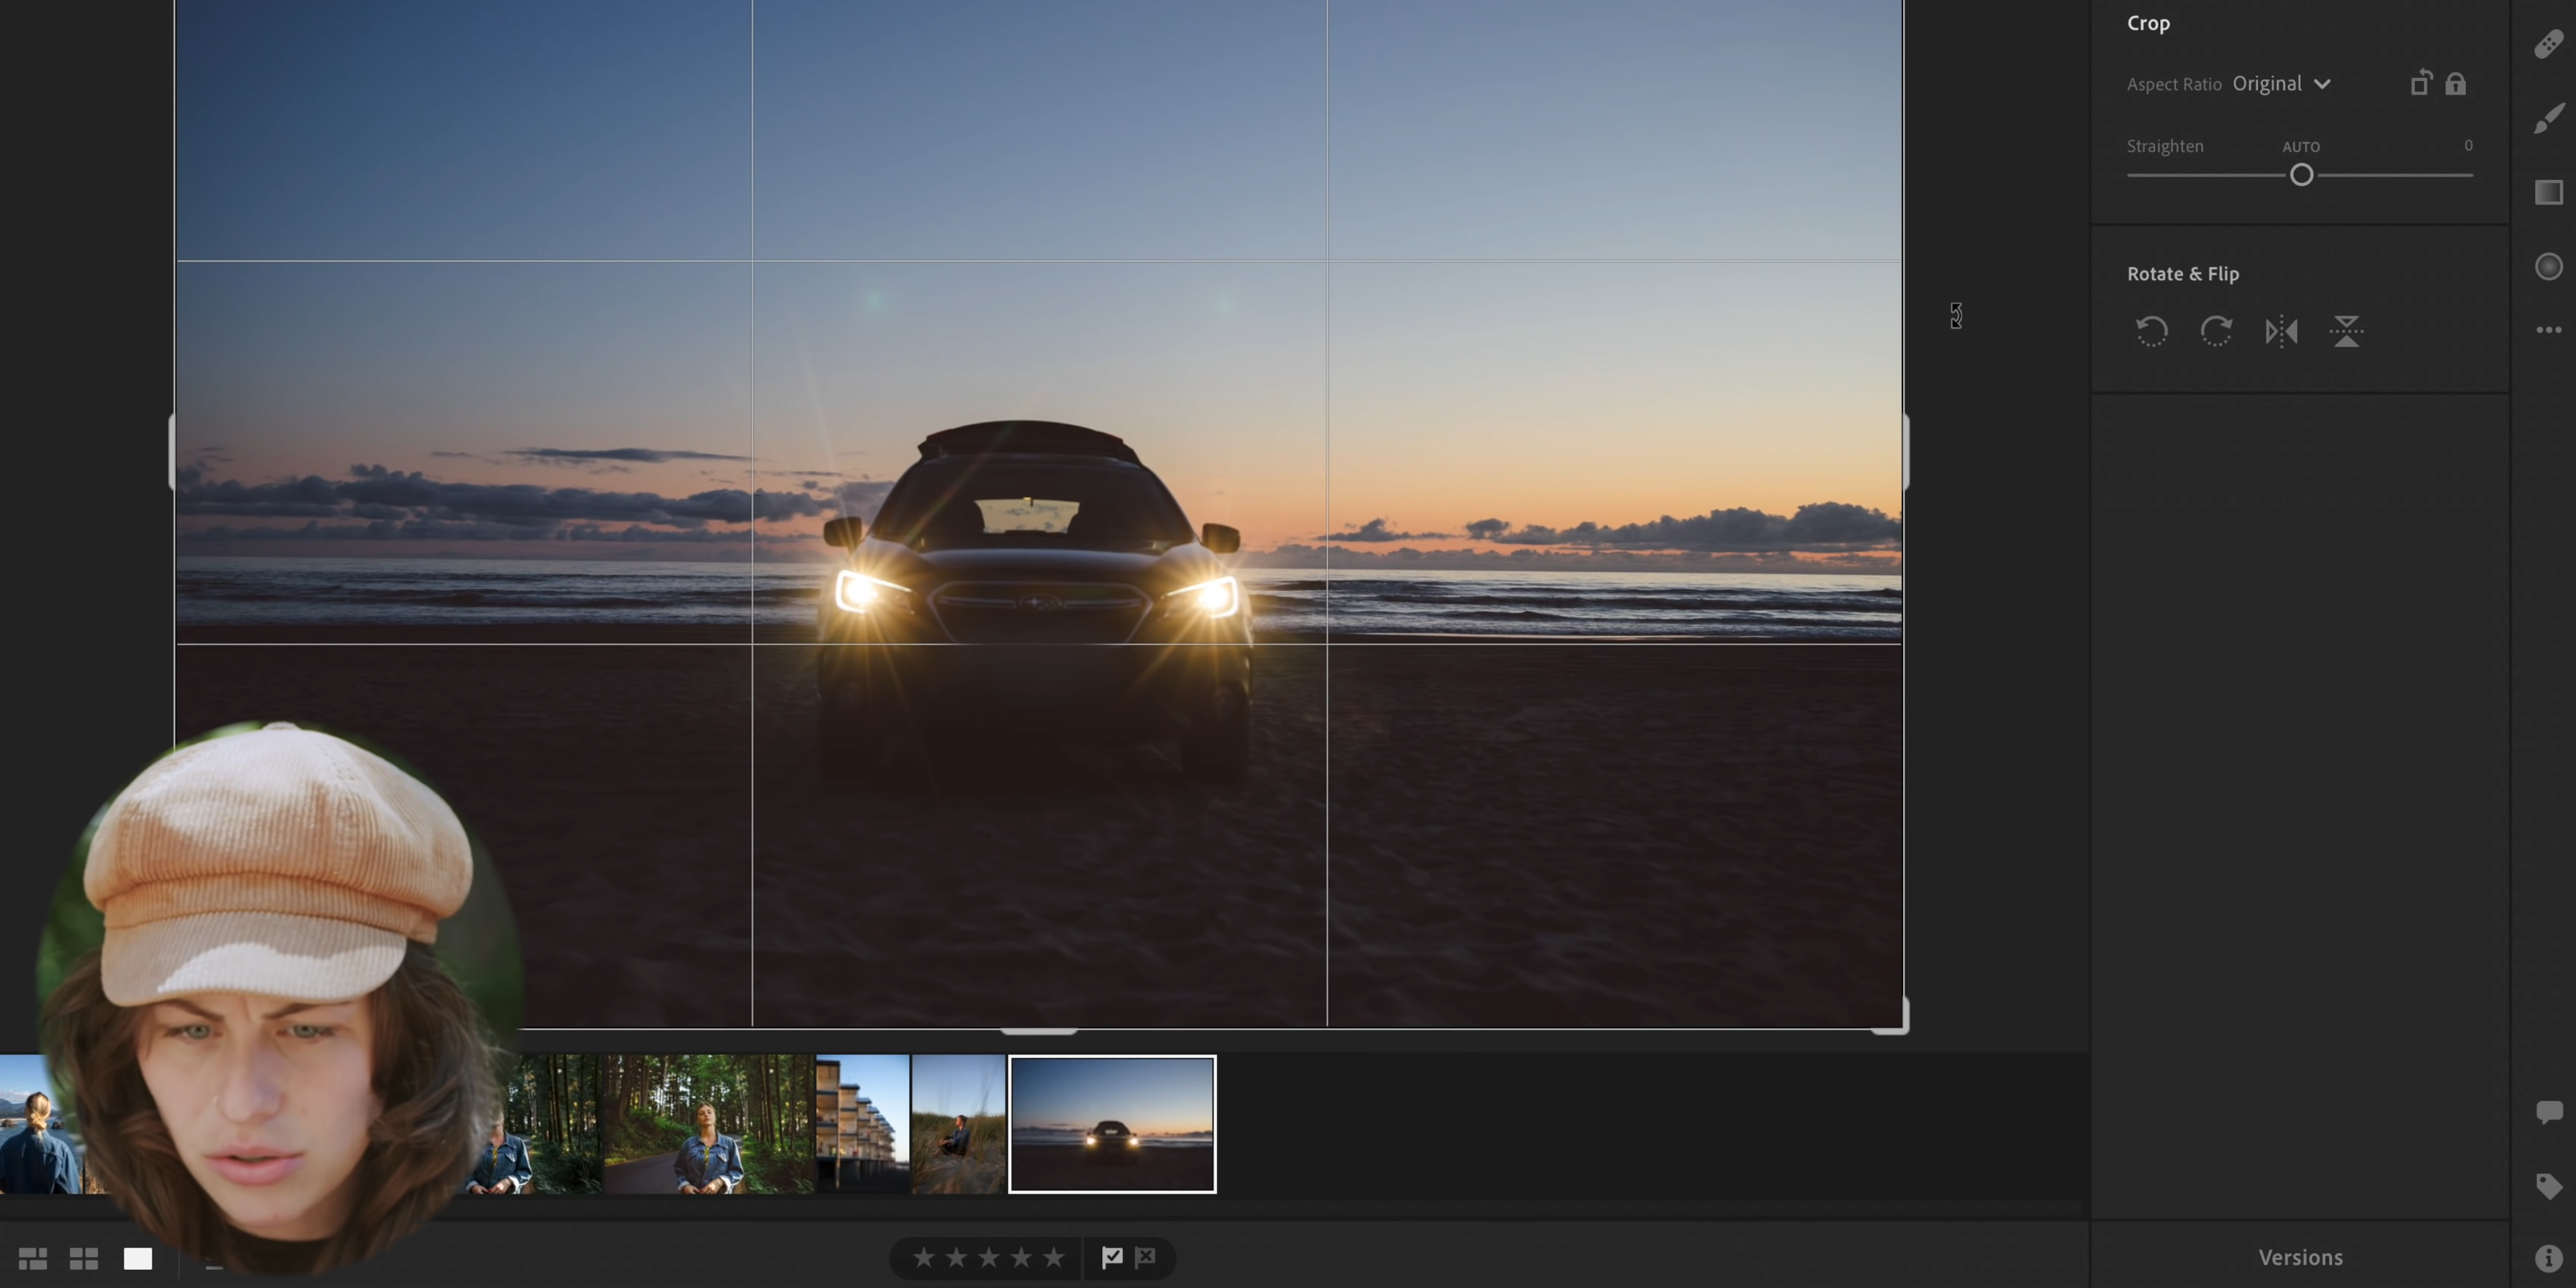 Crop
Aspect Ratio Original
Straighten AUTO 0
Rotate & Flip
Versions